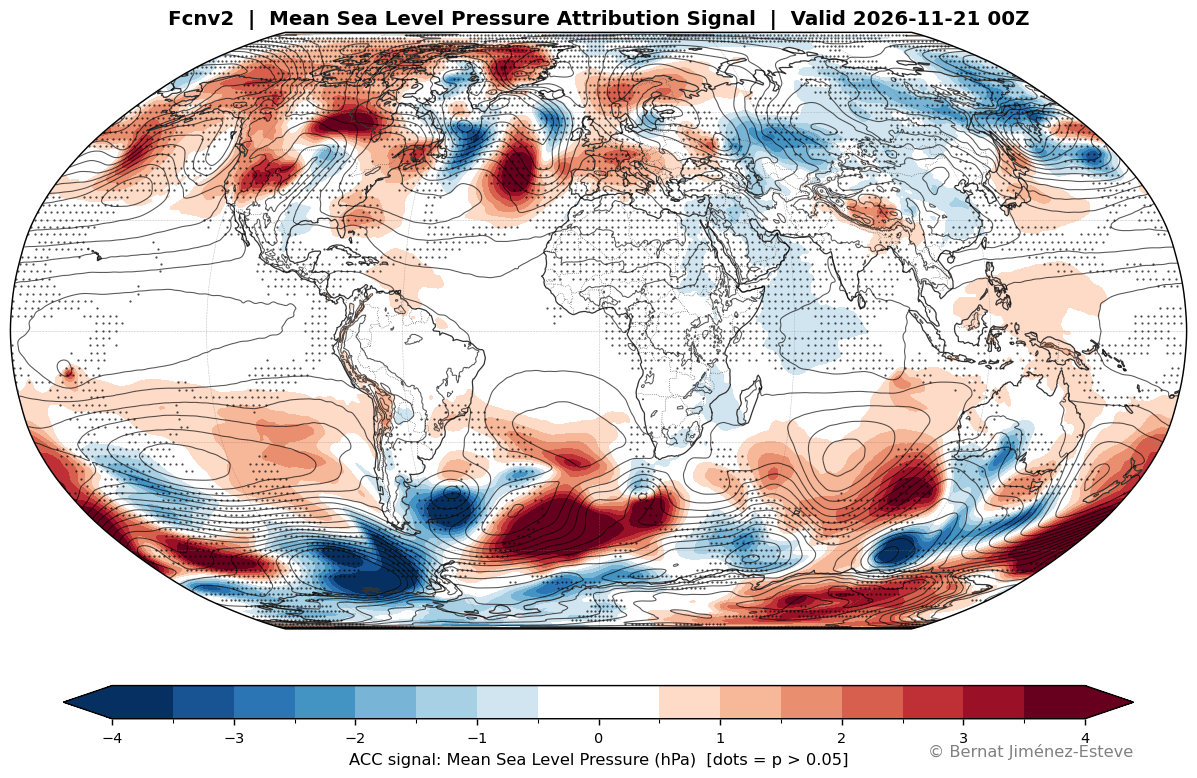 Fcnv2 | Mean Sea Level Pressure Attribution Signal | Valid 2026-11-21 00Z
−4 −3 −2 −1 0 1 2 3 4
ACC signal: Mean Sea Level Pressure (hPa) [dots = p > 0.05]
© Bernat Jiménez-Esteve